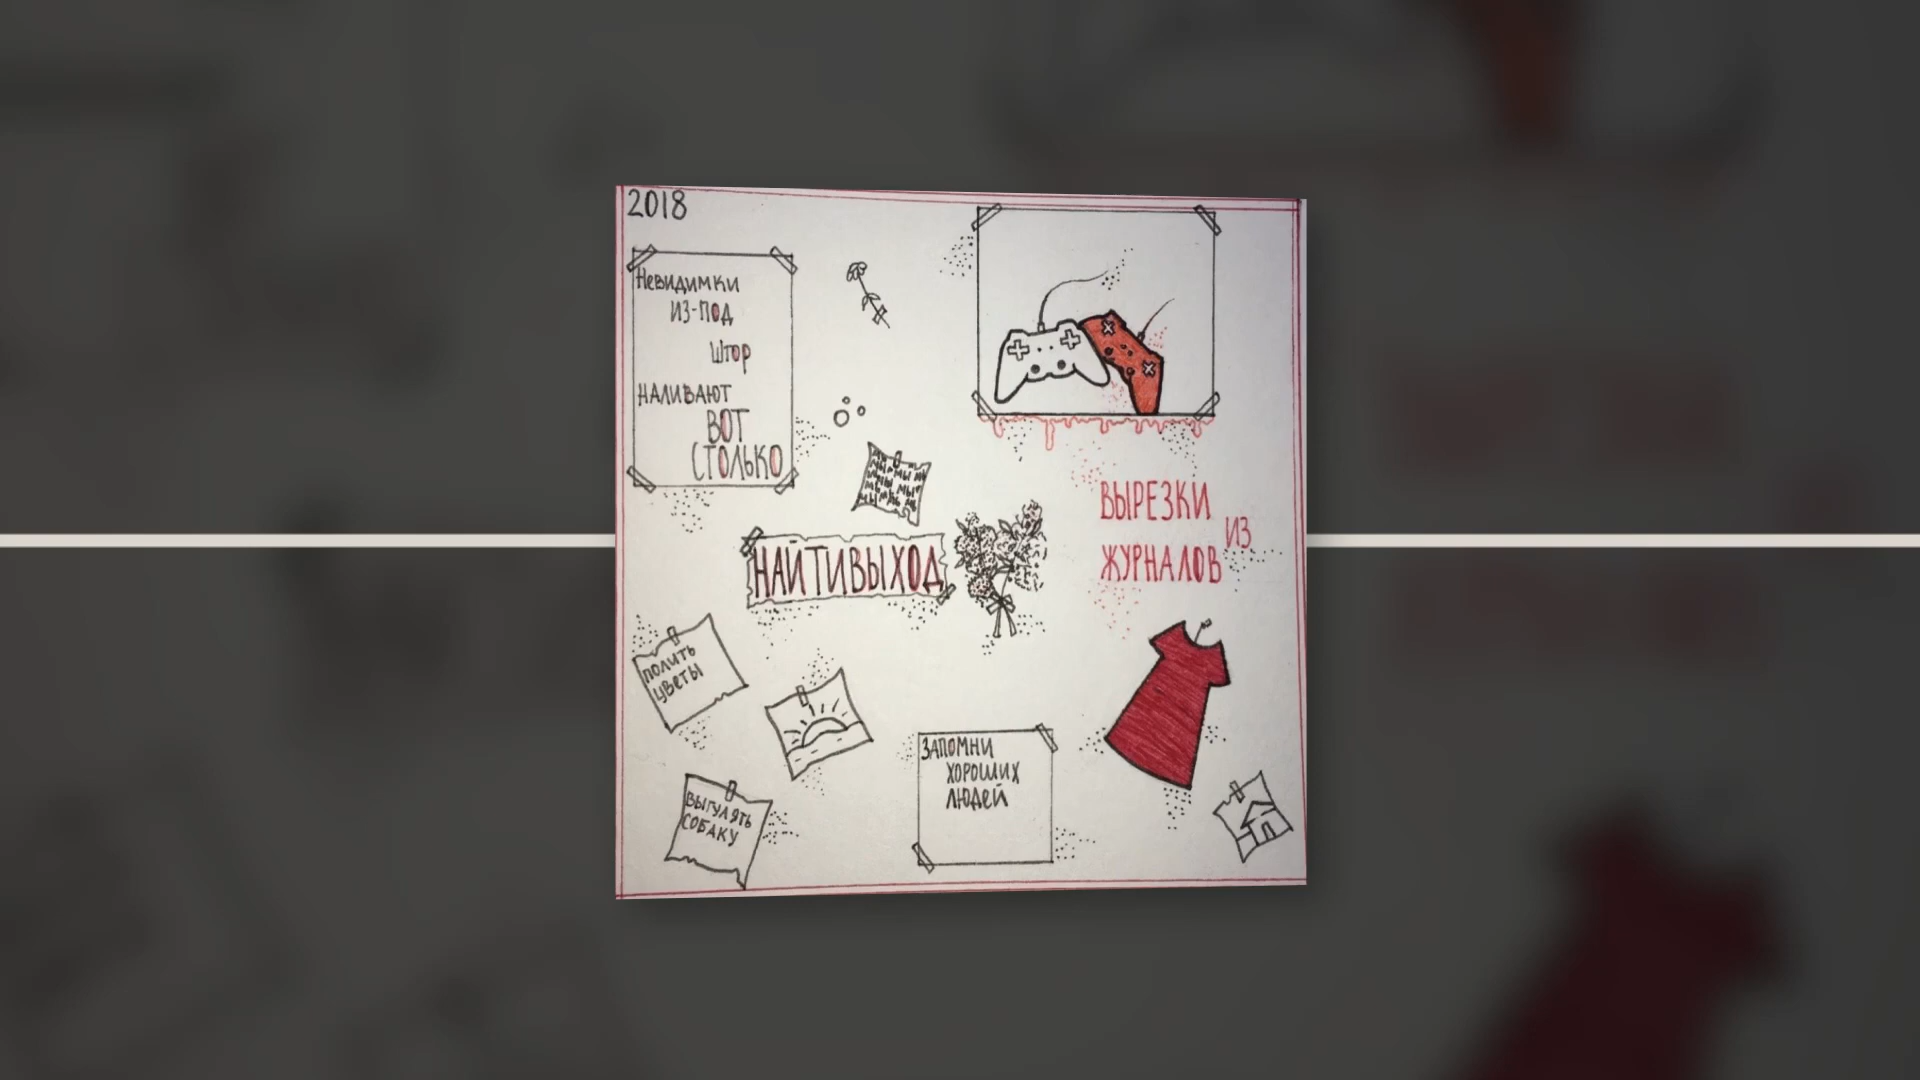 2018
Невидимки
из-под
штор
НАЛИВАЮТ
ВОТ
СТОЛЬКО
НАЙТИВЫХОД
ВЫРЕЗКИ
ИЗ
ЖУРНАЛОВ
ПОЛИТЬ
ЦВЕТЫ
ВЫГУЛЯТЬ
СОБАКУ
ЗАПОМНИ
ХОРОШИХ
ЛЮДЕЙ